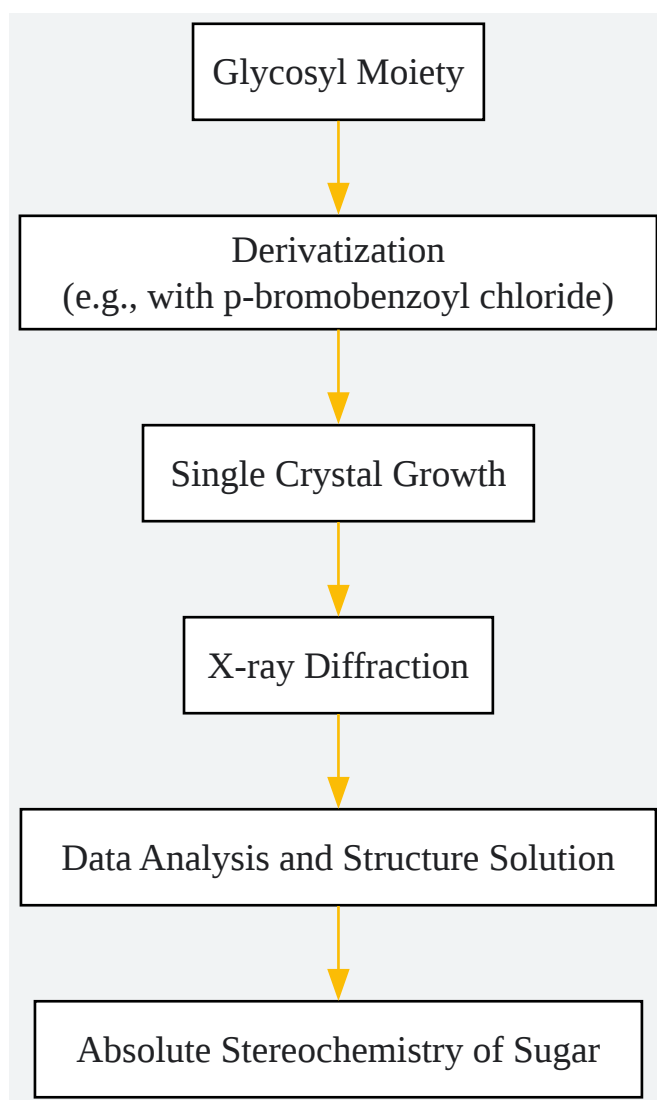 Glycosyl Moiety
Derivatization
(e.g., with p-bromobenzoyl chloride)
Single Crystal Growth
X-ray Diffraction
Data Analysis and Structure Solution
Absolute Stereochemistry of Sugar